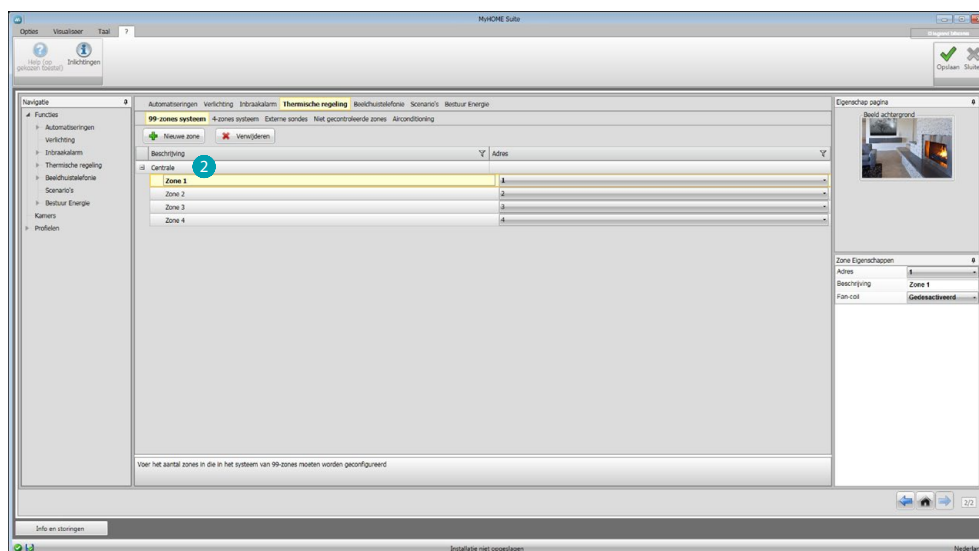 MyHOME Suite
Opties Visualiseer Taal ?
Help (op gekozen toestel)
Inlichtingen
Opslaan
Navigatie
Functies
Automatiseringen
Verlichting
Inbraakalarm
Thermische regeling
Beeldhuistelefonie
Scenario's
Bestuur Energie
Kamers
Profielen
Automatiseringen Verlichting Inbraakalarm Thermische regeling Beeldhuistelefonie Scenario's Bestuur Energie
99-zones systeem 4-zones systeem Externe sondes Niet gecontroleerde zones Airconditioning
Nieuwe zone Verwijderen
Beschrijving Adres
Centrale 2
Zone 1 1
Zone 2 2
Zone 3 3
Zone 4 4
Voer het aantal zones in die in het systeem van 99-zones moeten worden geconfigureerd
Eigenschap pagina
Beeld achtergrond
Zone Eigenschappen
Adres 1
Beschrijving Zone 1
Fan-coil Gedesactiveerd
2/2
Info en storingen
Installatie niet opgeslagen